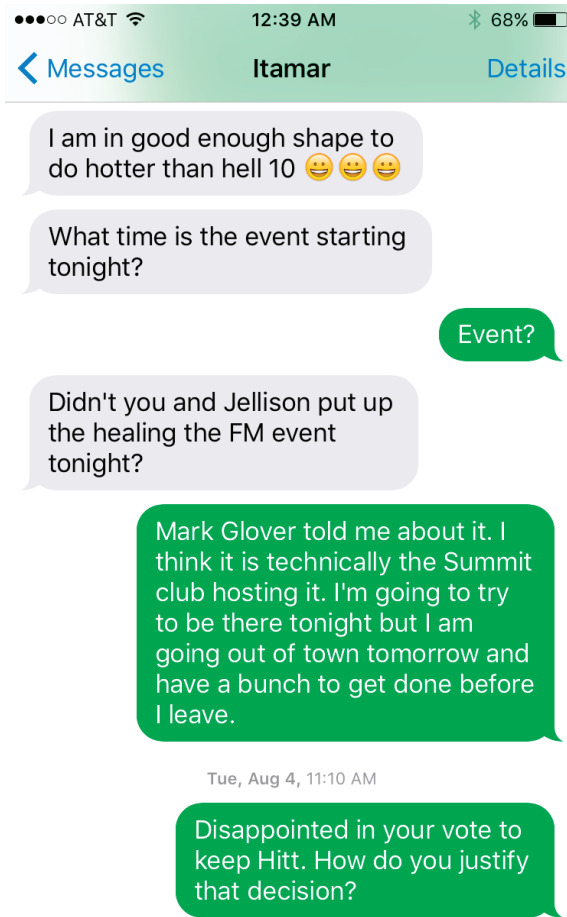 AT&T 12:39 AM 68%
Messages Itamar Details
I am in good enough shape to
do hotter than hell 10 😀😀😀
What time is the event starting
tonight?
Event?
Didn't you and Jellison put up
the healing the FM event
tonight?
Mark Glover told me about it. I
think it is technically the Summit
club hosting it. I'm going to try
to be there tonight but I am
going out of town tomorrow and
have a bunch to get done before
I leave.
Tue, Aug 4, 11:10 AM
Disappointed in your vote to
keep Hitt. How do you justify
that decision?